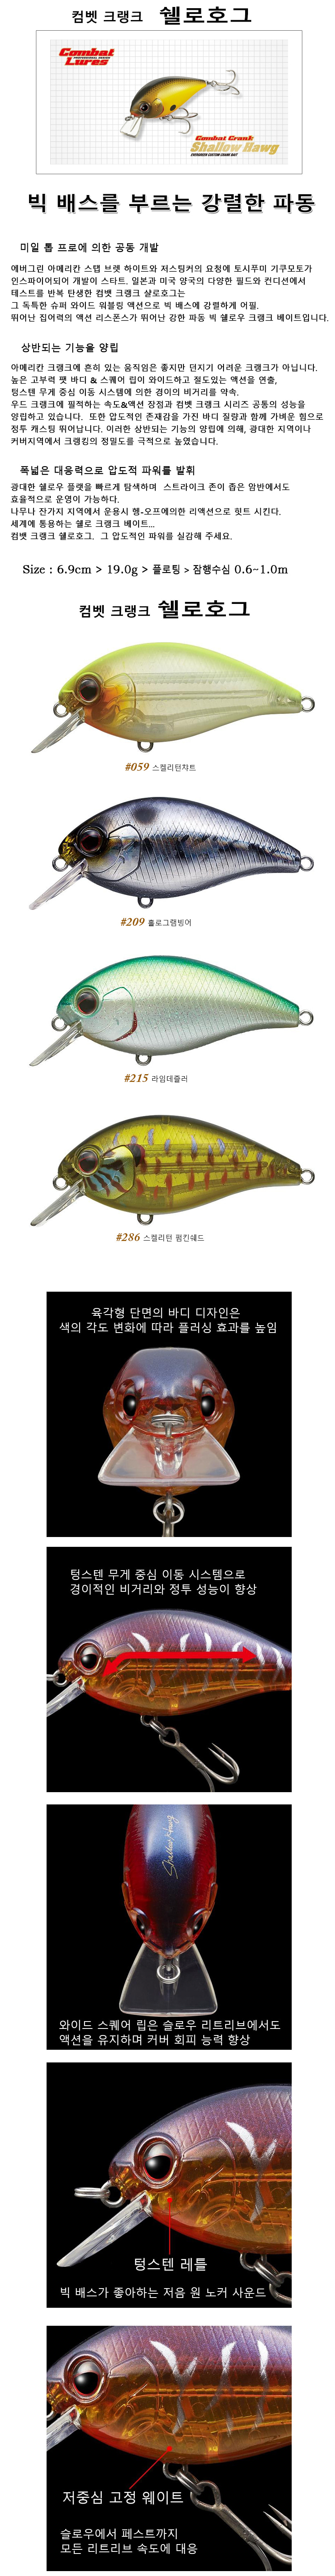 컴벳 크랭크 쉘로호그
Combat
PROFESSIONAL SERIES
Lures
Combat Crank
Shallow Hawg
EVERGREEN CUSTOM CRANK BAIT
빅 배스를 부르는 강렬한 파동
미일 톱 프로에 의한 공동 개발
에버그린 아메리칸 스탭 브렛 하이트와 저스팅커의 요청에 토시푸미 기쿠모토가
인스파이어되어 개발이 스타트. 일본과 미국 양국의 다양한 필드와 컨디션에서
테스트를 반복 탄생한 컴뱃 크랭크 샬로호그는
그 독특한 슈퍼 와이드 워블링 액션으로 빅 베스에 강렬하게 어필.
뛰어난 집어력의 액션 리스폰스가 뛰어난 강한 파동 빅 쉘로우 크랭크 베이트입니다.
상반되는 기능을 양립
아메리칸 크랭크에 흔히 있는 움직임은 좋지만 던지기 어려운 크랭크가 아닙니다.
높은 고부력 팻 바디 & 스퀘어 립이 와이드하고 절도있는 액션을 연출,
텅스텐 무게 중심 이동 시스템에 의한 경이의 비거리를 약속.
우드 크랭크에 필적하는 속도&액션 장점과 컴벳 크랭크 시리즈 공통의 성능을
양립하고 있습니다.  또한 압도적인 존재감을 가진 바디 질량과 함께 가벼운 힘으로
정투 캐스팅 뛰어납니다. 이러한 상반되는 기능의 양립에 의해, 광대한 지역이나
커버지역에서 크랭킹의 정밀도를 극적으로 높였습니다.
폭넓은 대응력으로 압도적 파워를 발휘
광대한 쉘로우 플랫을 빠르게 탐색하며  스트라이크 존이 좁은 암반에서도
효율적으로 운영이 가능하다.
나무나 잔가지 지역에서 운용시 행-오프에의한 리액션으로 힛트 시킨다.
세계에 통용하는 쉘로 크랭크 베이트...
컴뱃 크랭크 쉘로호그.  그 압도적인 파워를 실감해 주세요.
Size : 6.9cm > 19.0g > 플로팅 > 잠행수심 0.6~1.0m
컴벳 크랭크 쉘로호그
#059 스켈리턴챠트
#209 홀로그램빙어
#215 라임데즐러
#286 스켈리턴 펌킨쉐드
육각형 단면의 바디 디자인은
색의 각도 변화에 따라 플러싱 효과를 높임
텅스텐 무게 중심 이동 시스템으로
경이적인 비거리와 정투 성능이 향상
Shallow Hawg
와이드 스퀘어 립은 슬로우 리트리브에서도
액션을 유지하며 커버 회피 능력 향상
텅스텐 레틀
빅 배스가 좋아하는 저음 원 노커 사운드
저중심 고정 웨이트
슬로우에서 페스트까지
모든 리트리브 속도에 대응